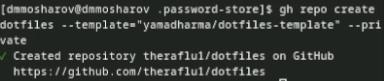 [dmmosharov@dmmosharov .password-store]$ gh repo create
dotfiles --template="yamadharma/dotfiles-template" --pri
vate
✓ Created repository theraflu1/dotfiles on GitHub
https://github.com/theraflu1/dotfiles